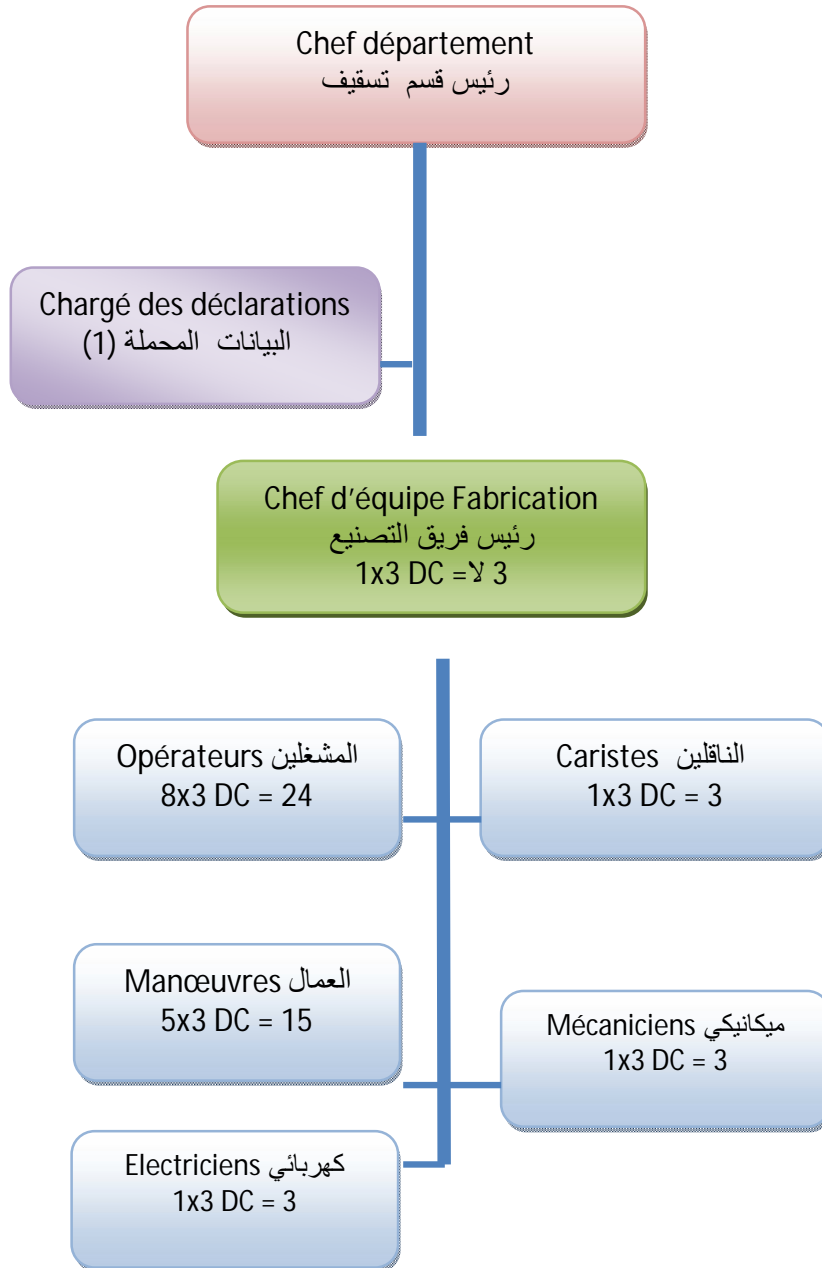 Chef département
رئيس قسم تسقيف
Chargé des déclarations
البيانات المحملة (1)
Chef d'équipe Fabrication
رئيس فريق التصنيع
1x3 DC =لا 3
Opérateurs المشغلين
8x3 DC = 24
Caristes الناقلين
1x3 DC = 3
Manœuvres العمال
5x3 DC = 15
Mécaniciens ميكانيكي
1x3 DC = 3
Electriciens كهربائي
1x3 DC = 3